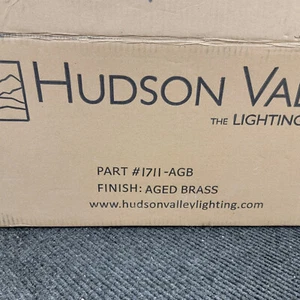 HUDSON VAL
THE LIGHTING
PART #1711-AGB
FINISH: AGED BRASS
www.hudsonvalleylighting.com